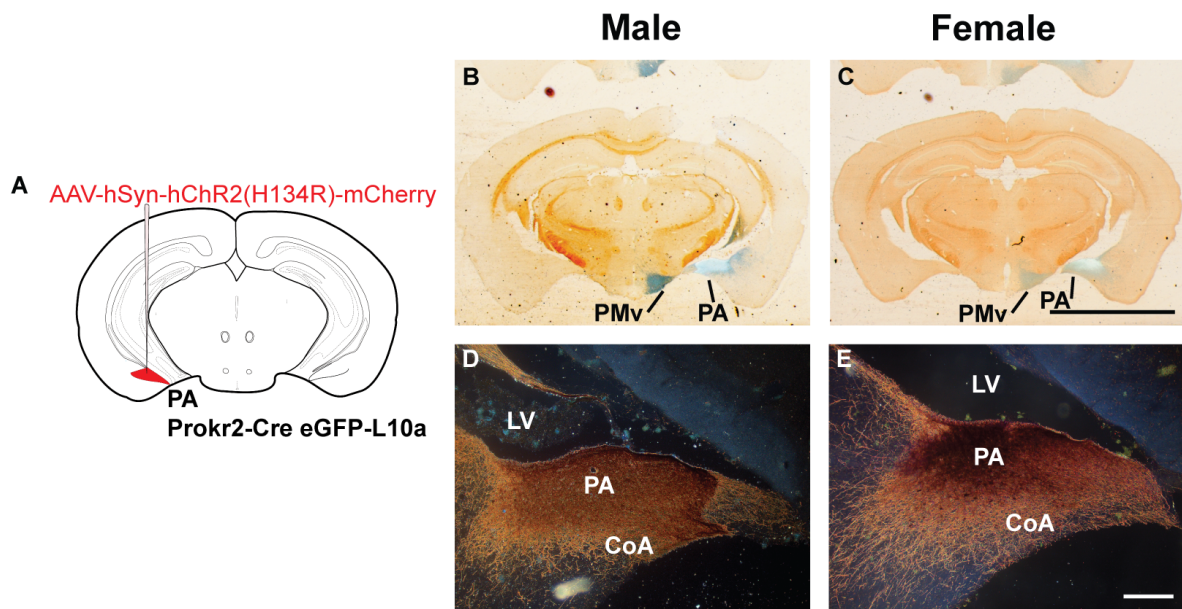 Male
Female
A
AAV-hSyn-hChR2(H134R)-mCherry
PA
Prokr2-Cre eGFP-L10a
B
PMv
PA
C
PMv
PA
D
LV
PA
CoA
E
LV
PA
CoA